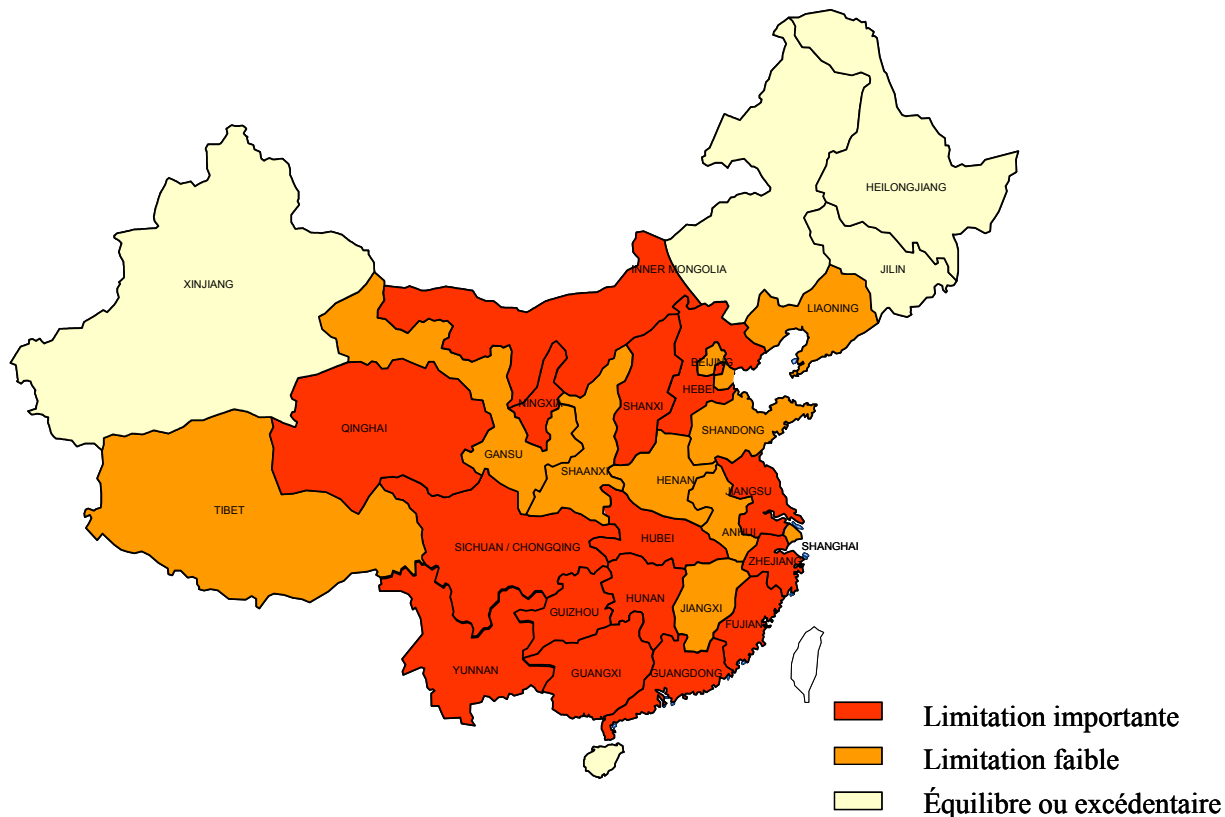 HEILONGJIANG
INNER MONGOLIA
JILIN
XINJIANG
LIAONING
BEIJING
HEBEI
NINGXIA
SHANXI
QINGHAI
SHANDONG
GANSU
SHAANXI
HENAN
JIANGSU
TIBET
ANHUI
HUBEI
SICHUAN / CHONGQING
SHANGHAI
ZHEJIANG
HUNAN
JIANGXI
GUIZHOU
FUJIAN
YUNNAN
GUANGXI
GUANGDONG
Limitation importante
Limitation faible
Équilibre ou excédentaire